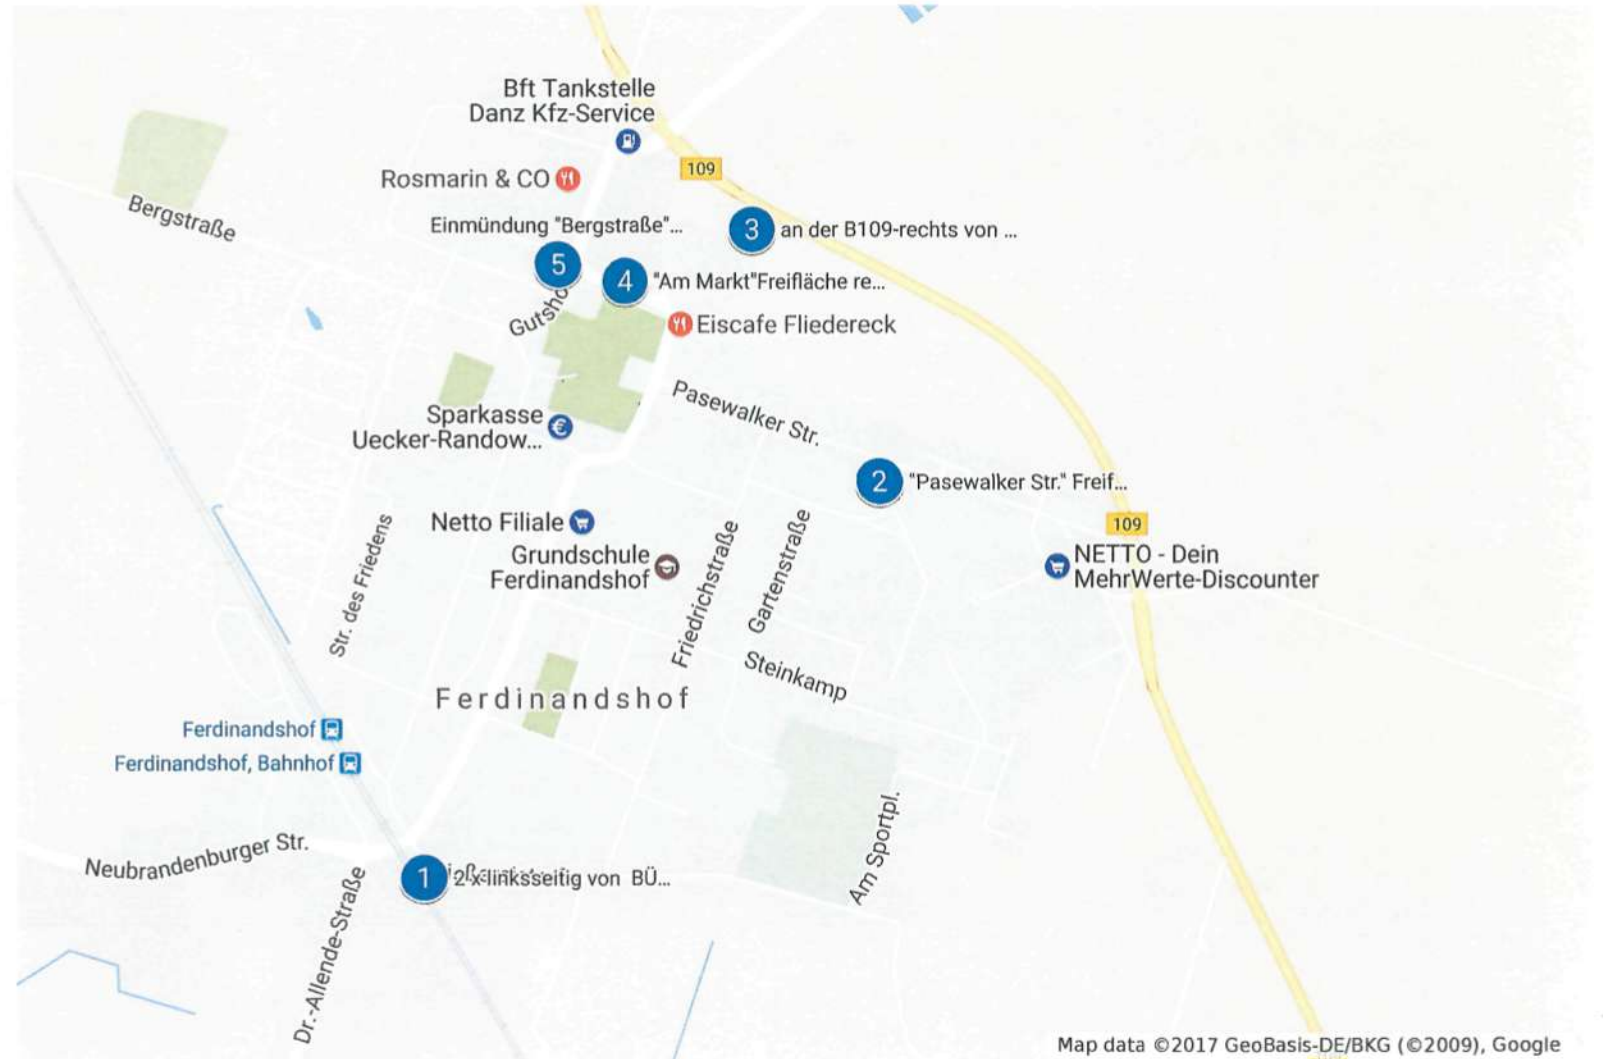 Bft Tankstelle
Danz Kfz-Service
109
Rosmarin & CO
Bergstraße
Einmündung "Bergstraße"...
3 an der B109-rechts von ...
5
4 "Am Markt"Freifläche re...
Gutsho
Eiscafe Fliedereck
Pasewalker Str.
Sparkasse
Uecker-Randow...
€
2 "Pasewalker Str." Freif...
Netto Filiale
109
Grundschule
Ferdinandshof
NETTO - Dein
MehrWerte-Discounter
Str. des Friedens
Friedrichstraße
Gartenstraße
Steinkamp
Ferdinandshof
Ferdinandshof
Ferdinandshof, Bahnhof
Am Sportpl.
Neubrandenburger Str.
1 2 x linksseitig von BÜ...
Dr.-Allende-Straße
Map data ©2017 GeoBasis-DE/BKG (©2009), Google